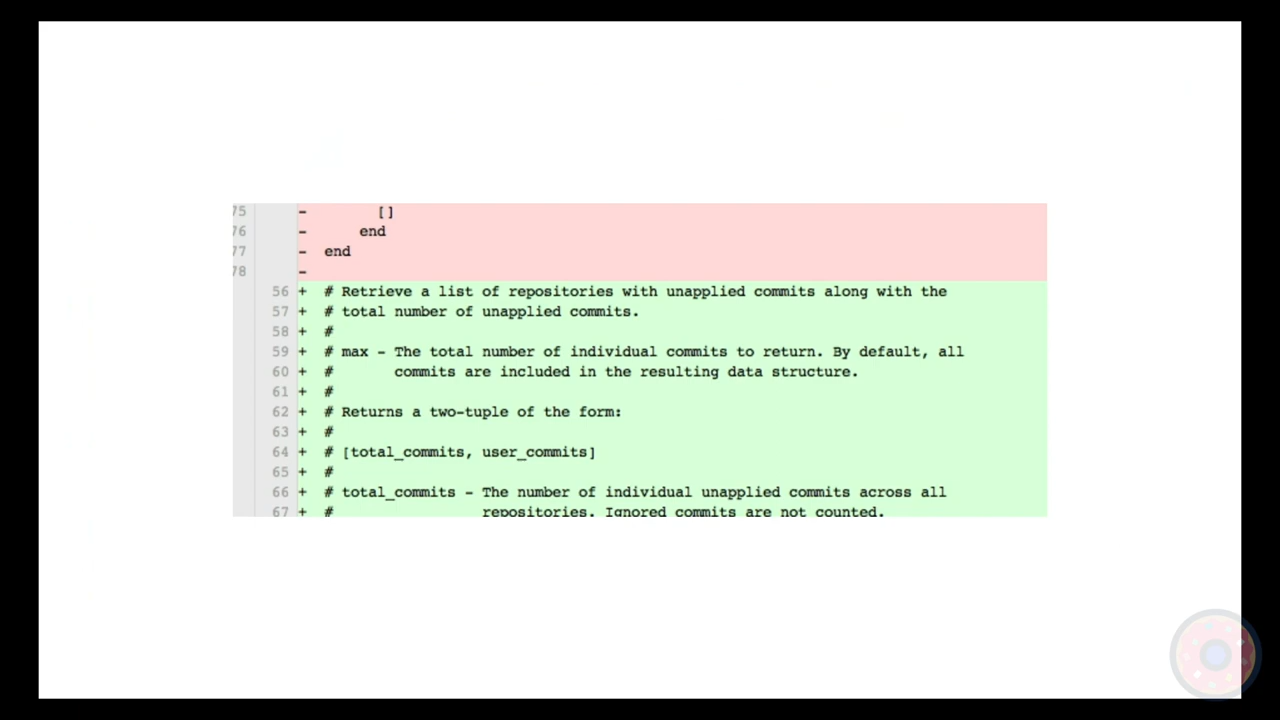 75 - []
76 - end
77 - end
78 -
56 + # Retrieve a list of repositories with unapplied commits along with the
57 + # total number of unapplied commits.
58 + #
59 + # max - The total number of individual commits to return. By default, all
60 + # commits are included in the resulting data structure.
61 + #
62 + # Returns a two-tuple of the form:
63 + #
64 + # [total_commits, user_commits]
65 + #
66 + # total_commits - The number of individual unapplied commits across all
67 + # repositories. Ignored commits are not counted.